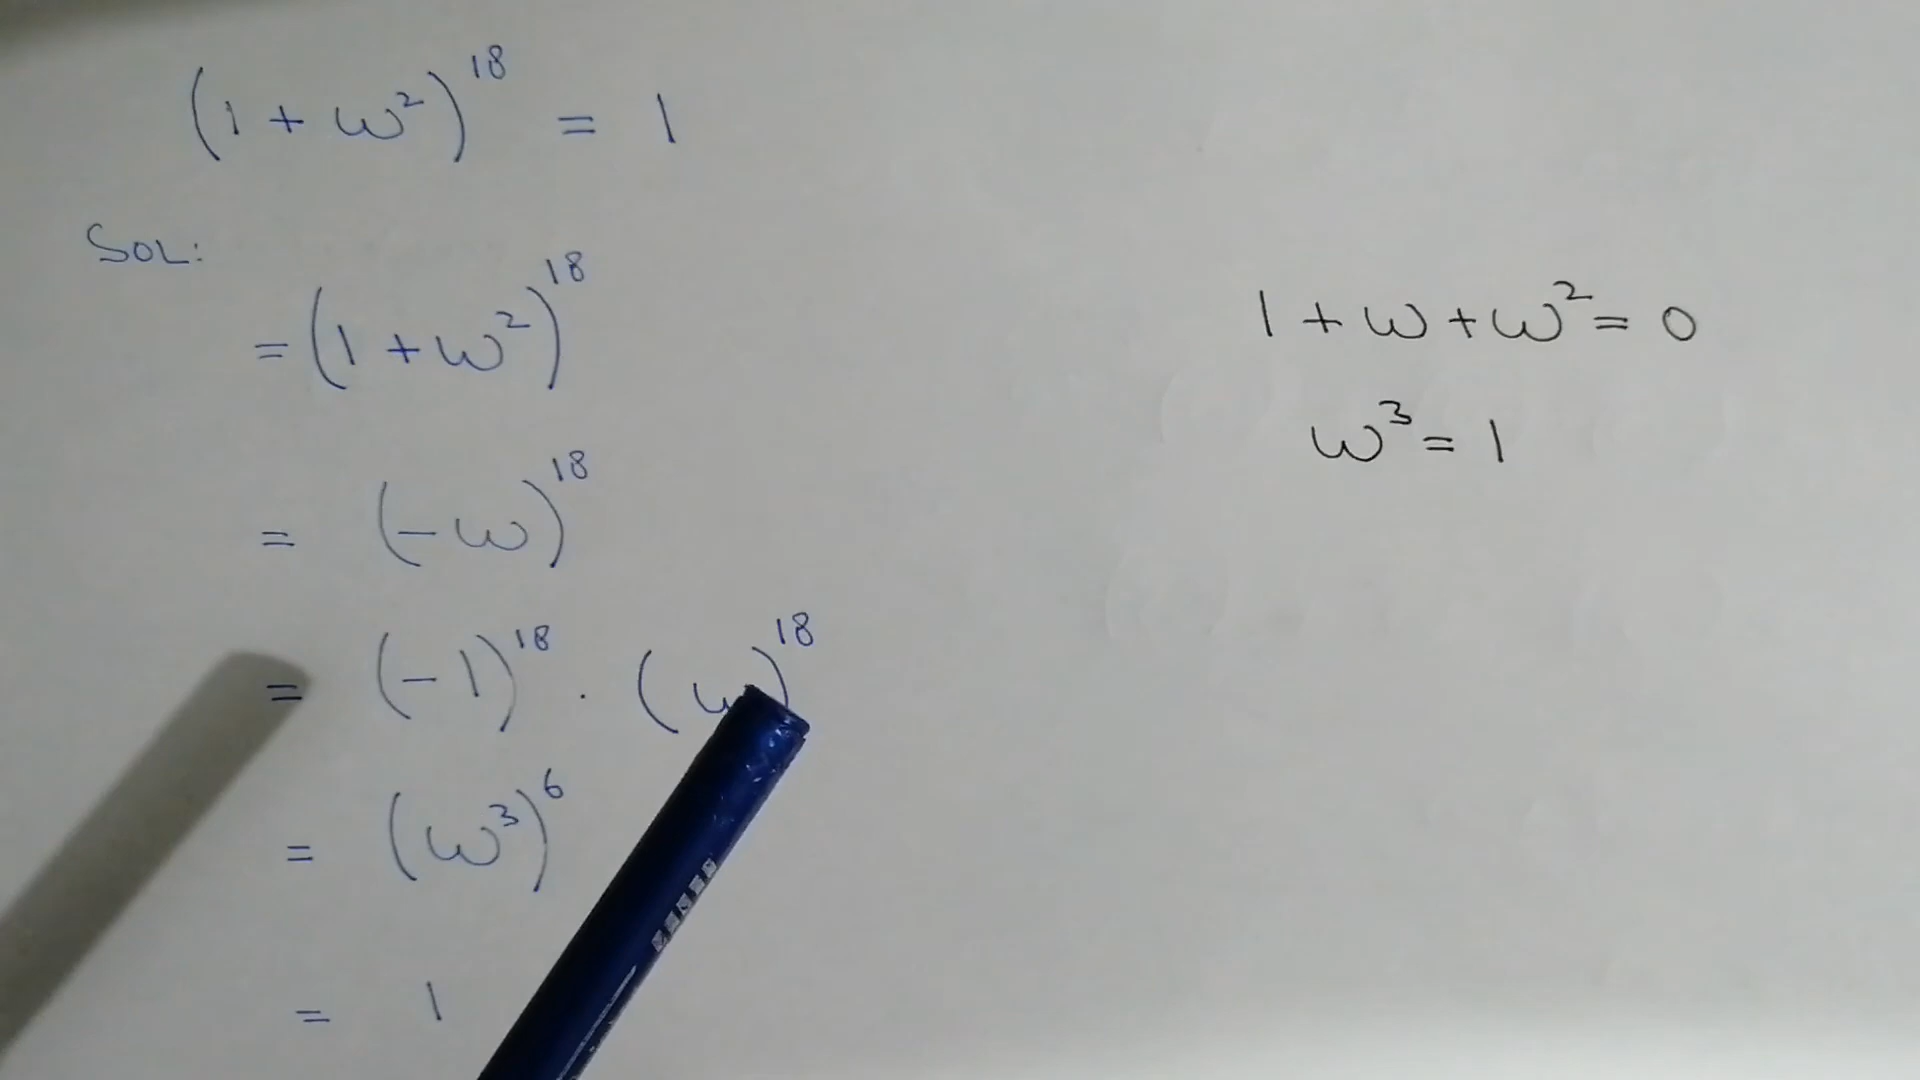 (1 + ω²)¹⁸ = 1
SOL:
= (1 + ω²)¹⁸
1 + ω + ω² = 0
ω³ = 1
= (-ω)¹⁸
= (-1)¹⁸ . (ω)¹⁸
= (ω³)⁶
= 1